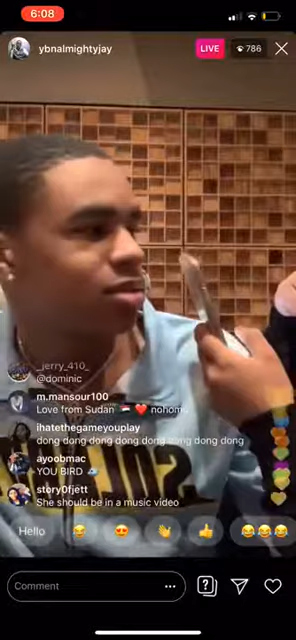 6:08
ybnalmightyjay
LIVE
786
_jerry_410_
@dominic
m.mansour100
Love from Sudan 🇸🇩 ❤️ nohomo
ihatethegameyouplay
dong dong dong dong dong dong dong dong
ayoobmac
YOU BIRD
story0fjett
She should be in a music video
Hello
Comment